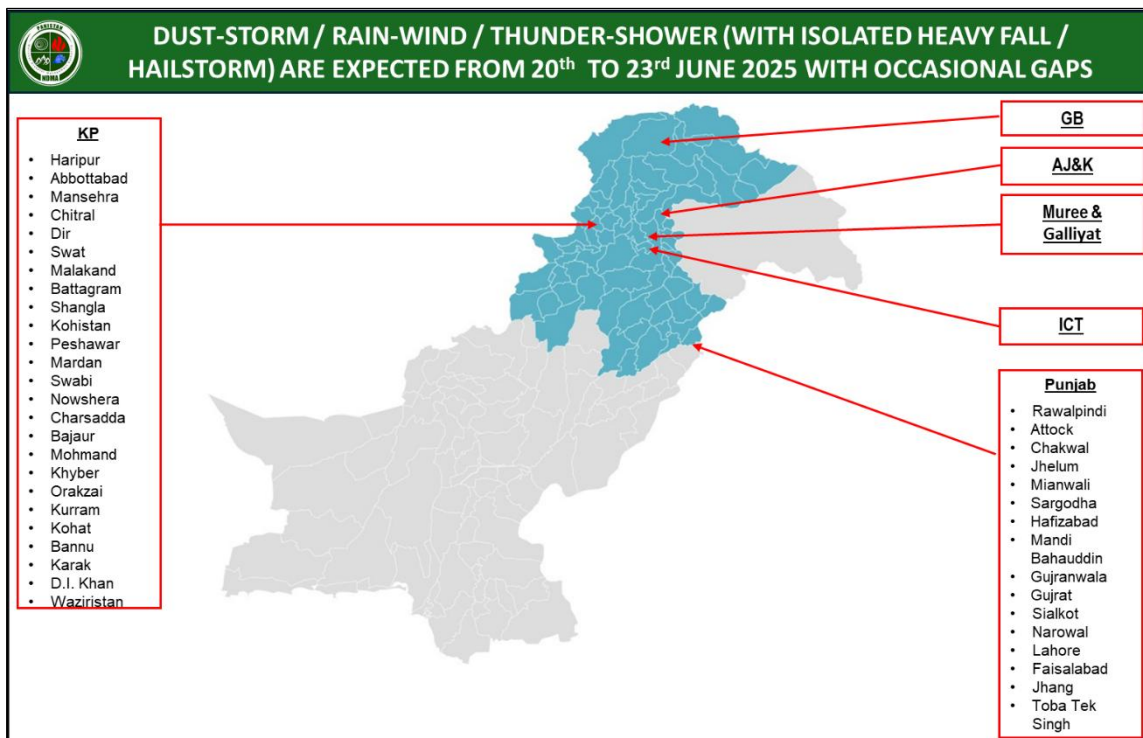 DUST-STORM / RAIN-WIND / THUNDER-SHOWER (WITH ISOLATED HEAVY FALL /
HAILSTORM) ARE EXPECTED FROM 20th TO 23rd JUNE 2025 WITH OCCASIONAL GAPS
PAKISTAN
NDMA
KP
• Haripur
• Abbottabad
• Mansehra
• Chitral
• Dir
• Swat
• Malakand
• Battagram
• Shangla
• Kohistan
• Peshawar
• Mardan
• Swabi
• Nowshera
• Charsadda
• Bajaur
• Mohmand
• Khyber
• Orakzai
• Kurram
• Kohat
• Bannu
• Karak
• D.I. Khan
• Waziristan
GB
AJ&K
Muree &
Galliyat
ICT
Punjab
• Rawalpindi
• Attock
• Chakwal
• Jhelum
• Mianwali
• Sargodha
• Hafizabad
• Mandi
Bahauddin
• Gujranwala
• Gujrat
• Sialkot
• Narowal
• Lahore
• Faisalabad
• Jhang
• Toba Tek
Singh